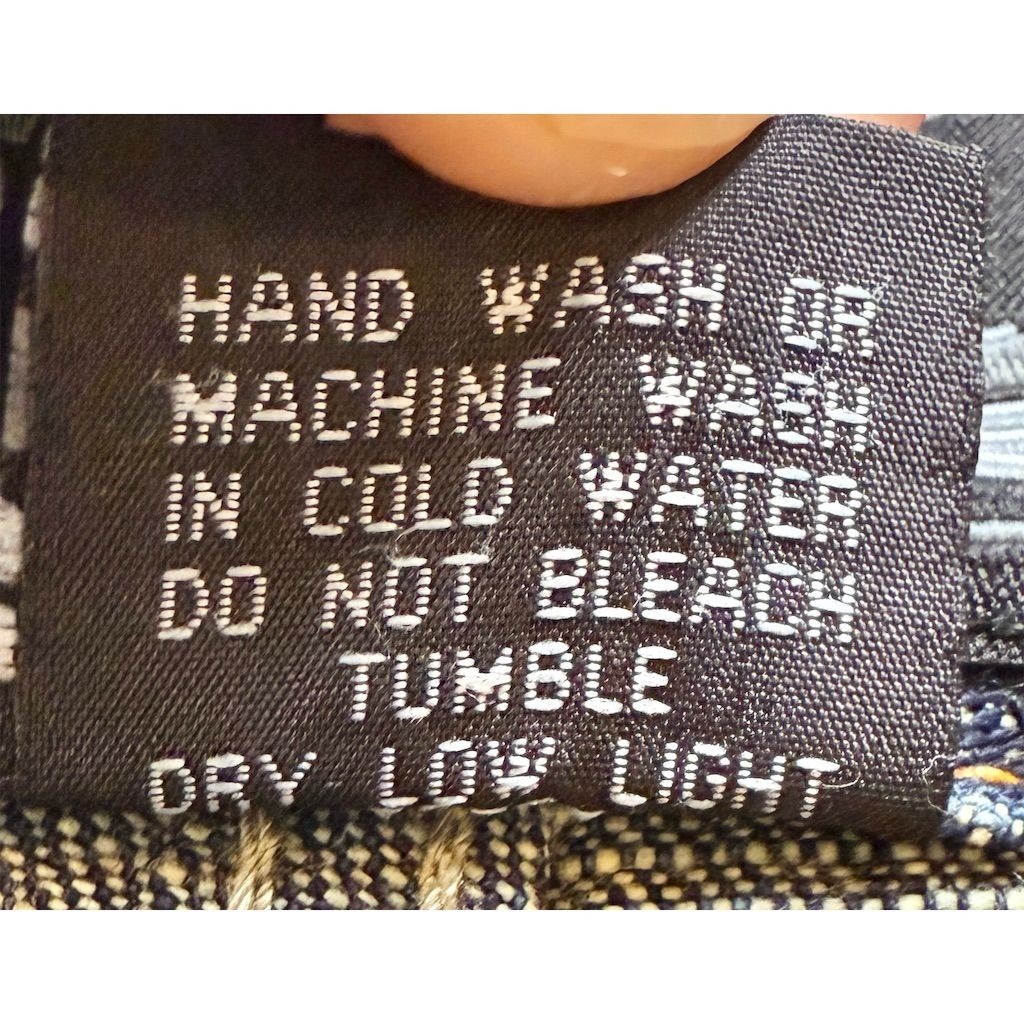 HAND WASH OR
MACHINE WASH
IN COLD WATER
DO NOT BLEACH
TUMBLE
DRY LOW LIGHT